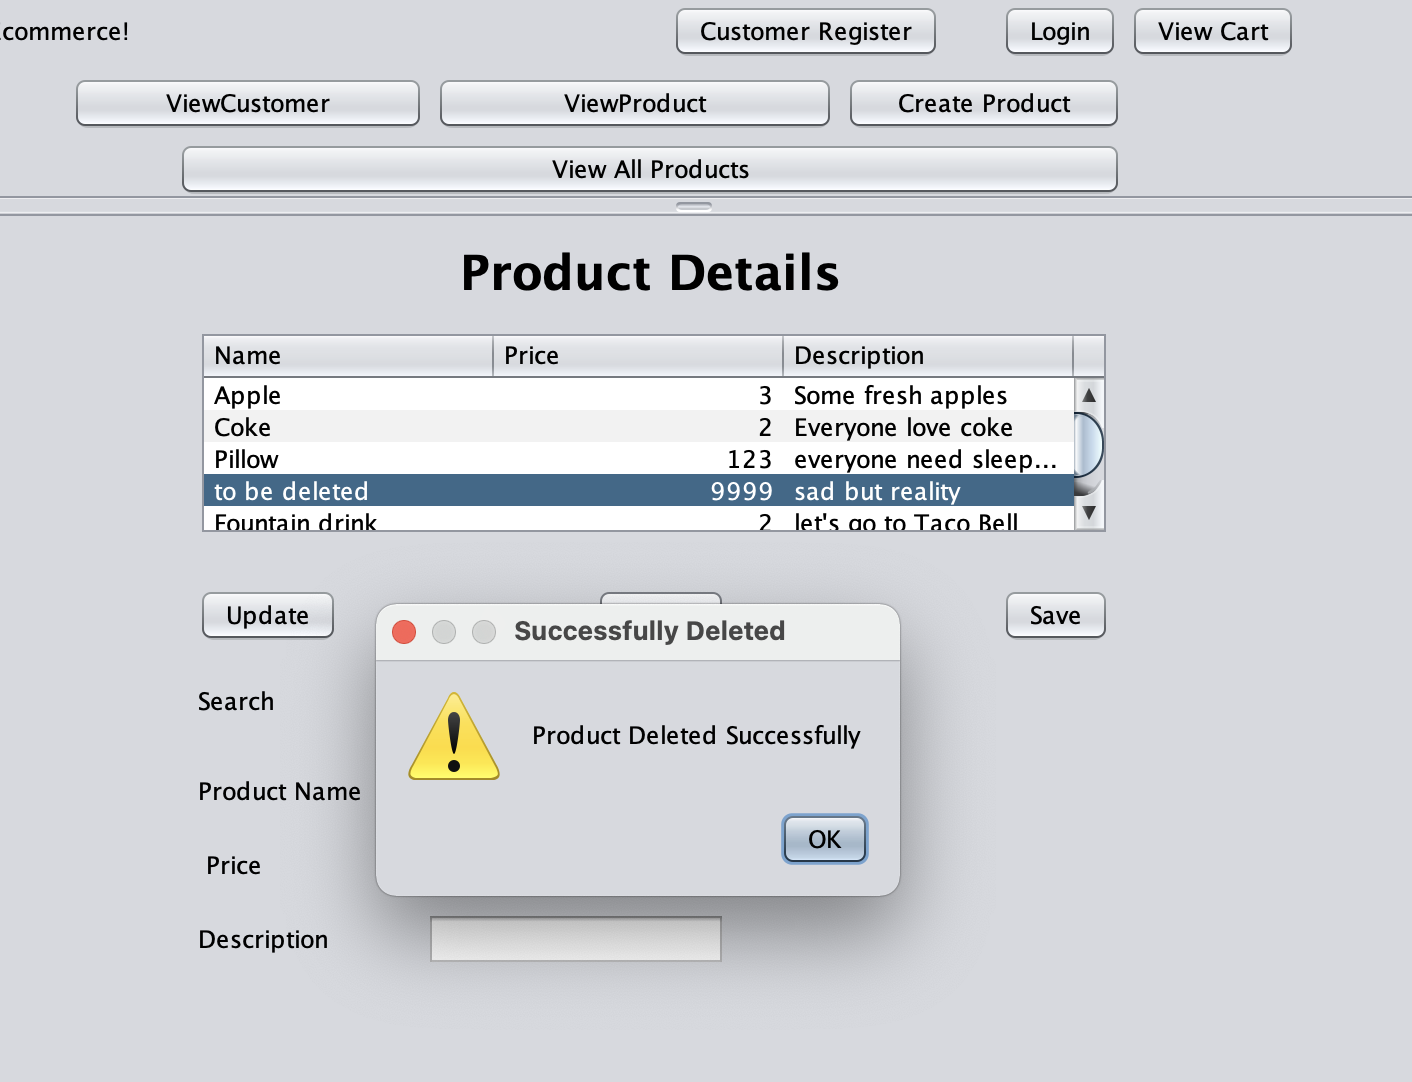 commerce!
Customer Register
Login
View Cart
ViewCustomer
ViewProduct
Create Product
View All Products
Product Details
Name Price Description
Apple 3 Some fresh apples
Coke 2 Everyone love coke
Pillow 123 everyone need sleep...
to be deleted 9999 sad but reality
Fountain drink 2 let's go to Taco Bell
Update
Save
Successfully Deleted
Search
Product Deleted Successfully
Product Name
OK
Price
Description